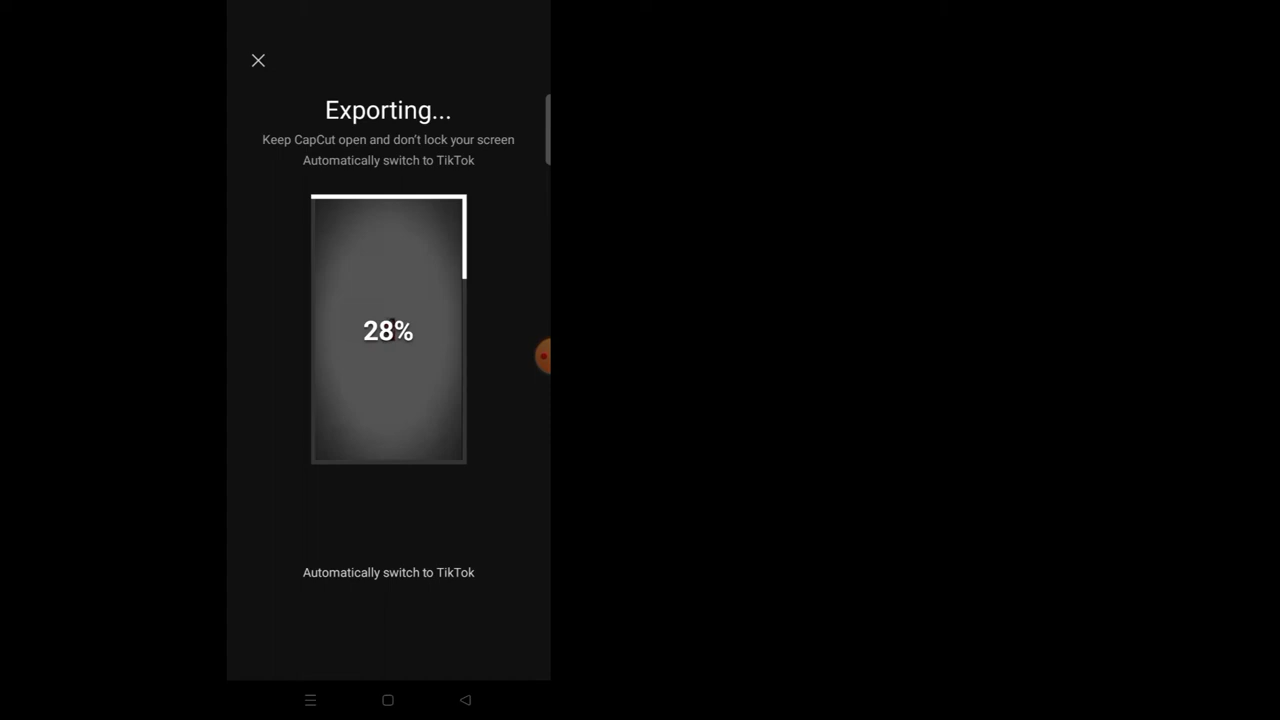 Exporting...
Keep CapCut open and don't lock your screen
Automatically switch to TikTok
28%
Automatically switch to TikTok